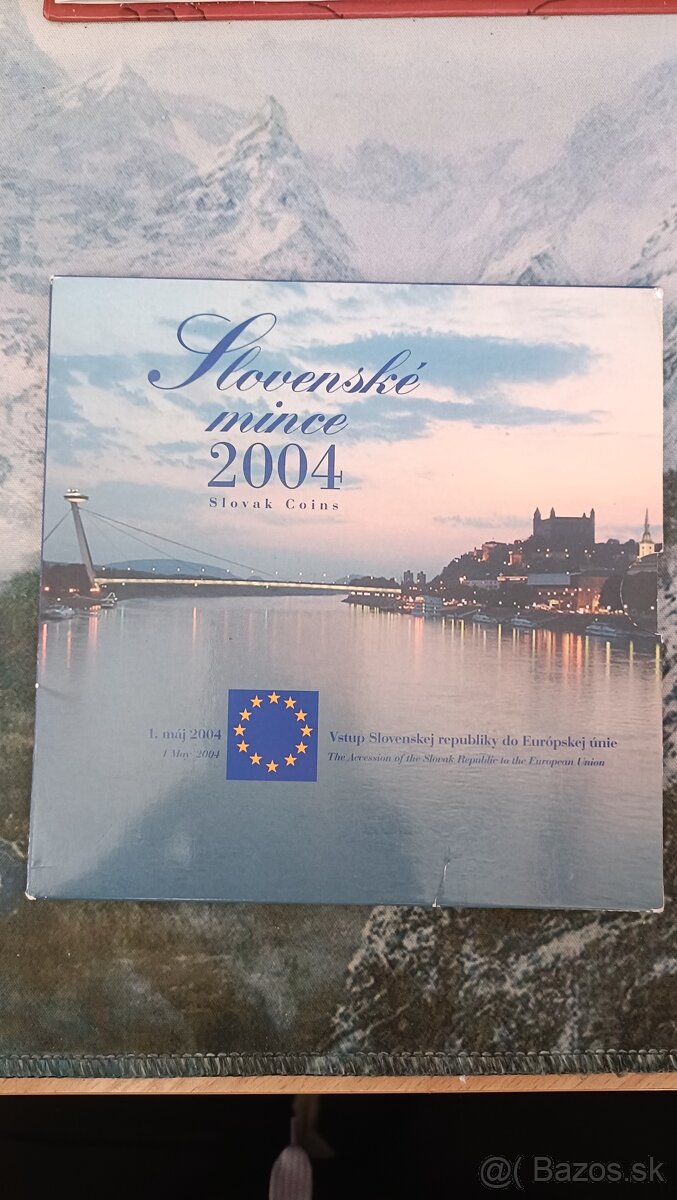 Slovenské
mince
2004
Slovak Coins
1. máj 2004
1 May 2004
Vstup Slovenskej republiky do Európskej únie
The Accession of the Slovak Republic to the European Union
@( Bazos.sk